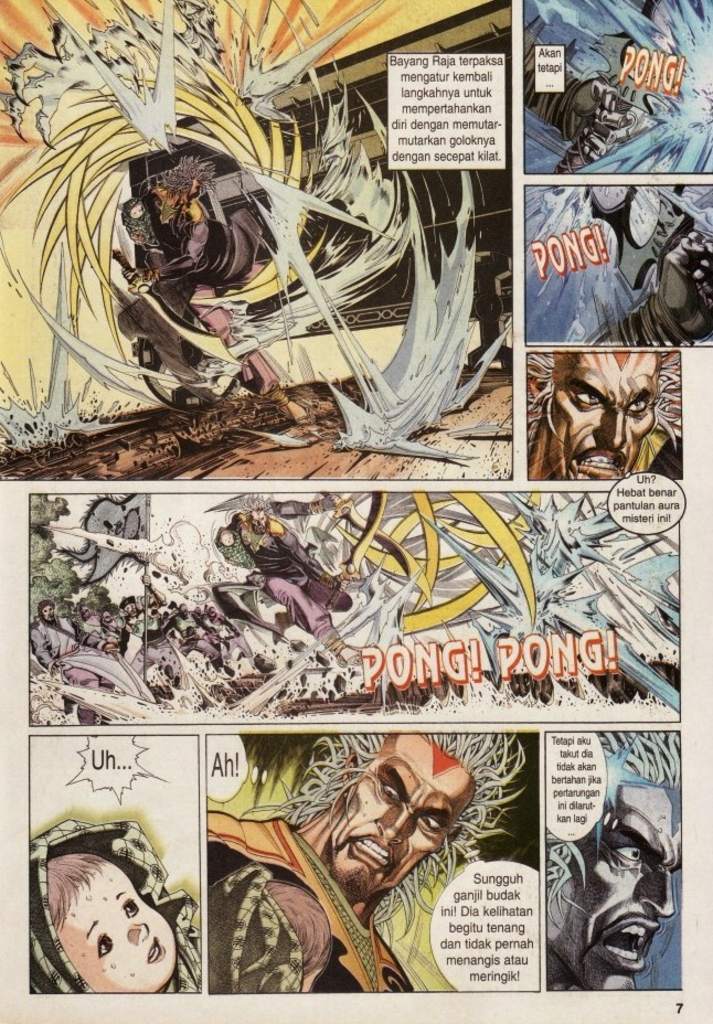 Bayang Raja terpaksa
mengatur kembali
langkahnya untuk
mempertahankan
diri dengan memutar-
mutarkan goloknya
dengan secepat kilat.
Akan
tetapi
...
PONG!
PONG!
Uh?
Hebat benar
pantulan aura
misteri ini!
PONG! PONG!
Uh...
Ah!
Sungguh
ganjil budak
ini! Dia kelihatan
begitu tenang
dan tidak pernah
menangis atau
meringik!
Tetapi aku
takut dia
tidak akan
bertahan jika
pertarungan
ini dilarut-
kan lagi
...
7